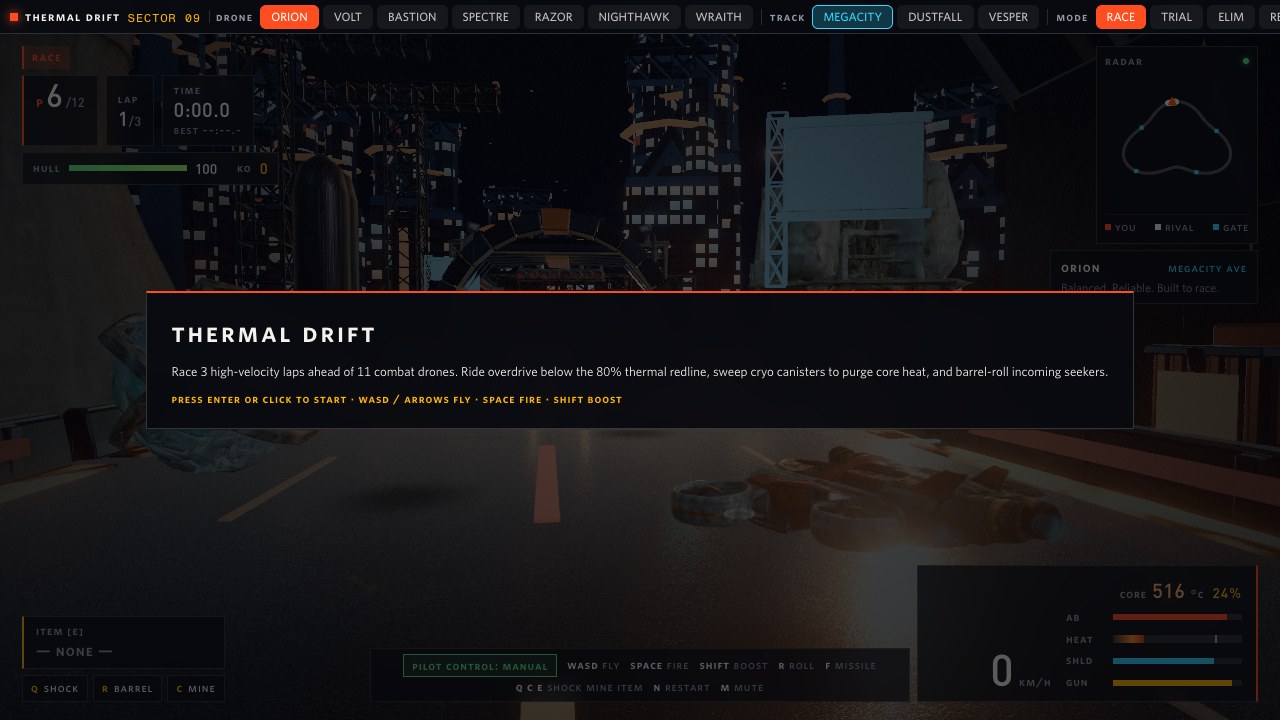 THERMAL DRIFT SECTOR 09 DRONE ORION VOLT BASTION SPECTRE RAZOR NIGHTHAWK WRAITH TRACK MEGACITY DUSTFALL VESPER MODE RACE TRIAL ELIM
RACE
P 6 /12
LAP
1/3
TIME
0:00.0
BEST --:--.-
HULL 100 KO 0
RADAR
YOU RIVAL GATE
ORION MEGACITY AVE
Balanced. Reliable. Built to race.
THERMAL DRIFT
Race 3 high-velocity laps ahead of 11 combat drones. Ride overdrive below the 80% thermal redline, sweep cryo canisters to purge core heat, and barrel-roll incoming seekers.
PRESS ENTER OR CLICK TO START · WASD / ARROWS FLY · SPACE FIRE · SHIFT BOOST
ITEM [E]
— NONE —
Q SHOCK R BARREL C MINE
PILOT CONTROL: MANUAL WASD FLY SPACE FIRE SHIFT BOOST R ROLL F MISSILE
Q C E SHOCK MINE ITEM N RESTART M MUTE
CORE 516 °C 24%
AB
HEAT
SHLD
GUN
0 KM/H